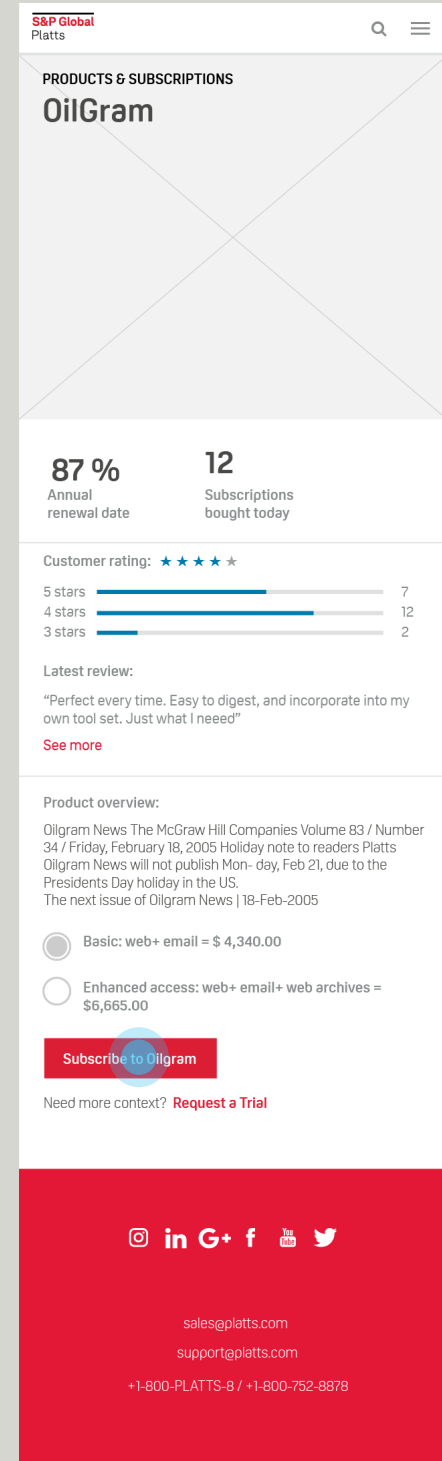 S&P Global
Platts
PRODUCTS & SUBSCRIPTIONS
OilGram
87 %
Annual
renewal date
12
Subscriptions
bought today
Customer rating:
5 stars 7
4 stars 12
3 stars 2
Latest review:
“Perfect every time. Easy to digest, and incorporate into my
own tool set. Just what I neeed”
See more
Product overview:
Oilgram News The McGraw Hill Companies Volume 83 / Number
34 / Friday, February 18, 2005 Holiday note to readers Platts
Oilgram News will not publish Mon- day, Feb 21, due to the
Presidents Day holiday in the US.
The next issue of Oilgram News | 18-Feb-2005
Basic: web+ email = $ 4,340.00
Enhanced access: web+ email+ web archives =
$6,665.00
Subscribe to Oilgram
Need more context? Request a Trial
in G+ f You Tube
sales@platts.com
support@platts.com
+1-800-PLATTS-8 / +1-800-752-8878